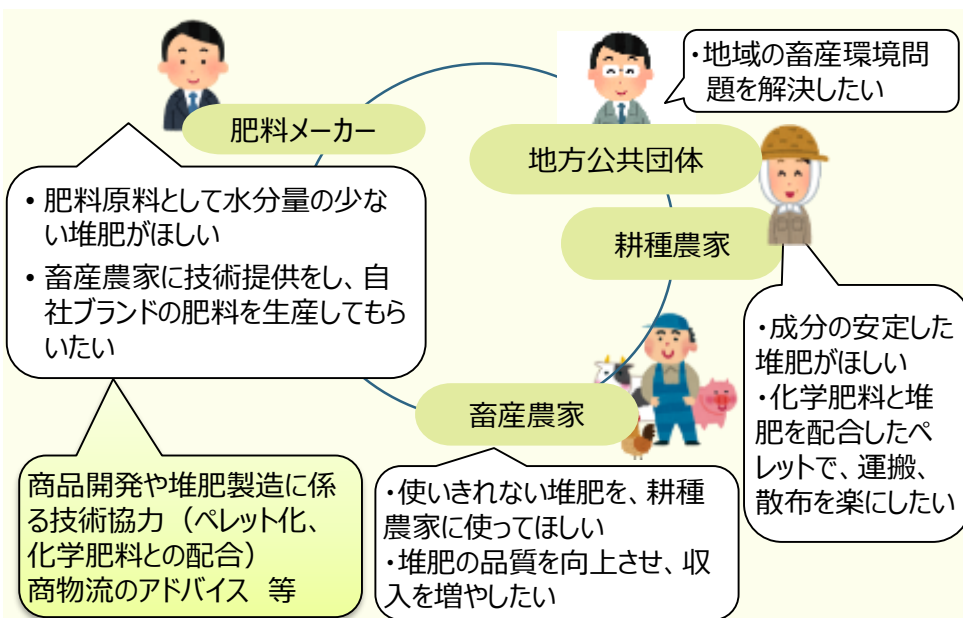 ・地域の畜産環境問
題を解決したい
肥料メーカー
地方公共団体
• 肥料原料として水分量の少な
い堆肥がほしい
• 畜産農家に技術提供をし、自
社ブランドの肥料を生産してもら
いたい
耕種農家
・成分の安定した
堆肥がほしい
・化学肥料と堆
肥を配合したペ
レットで、運搬、
散布を楽にしたい
畜産農家
商品開発や堆肥製造に係
る技術協力（ペレット化、
化学肥料との配合）
商物流のアドバイス 等
・使いきれない堆肥を、耕種
農家に使ってほしい
・堆肥の品質を向上させ、収
入を増やしたい